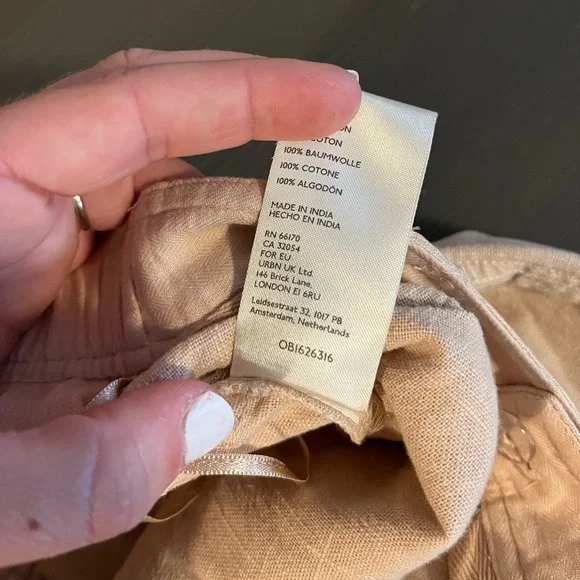 100% BAUMWOLLE
100% COTONE
100% ALGODÓN
MADE IN INDIA
HECHO EN INDIA
RN 66170
CA 32054
FOR EU
URBN UK Ltd.
146 Brick Lane,
LONDON E1 6RU
Leidsestraat 32, 1017 PB
Amsterdam, Netherlands
OB1626316